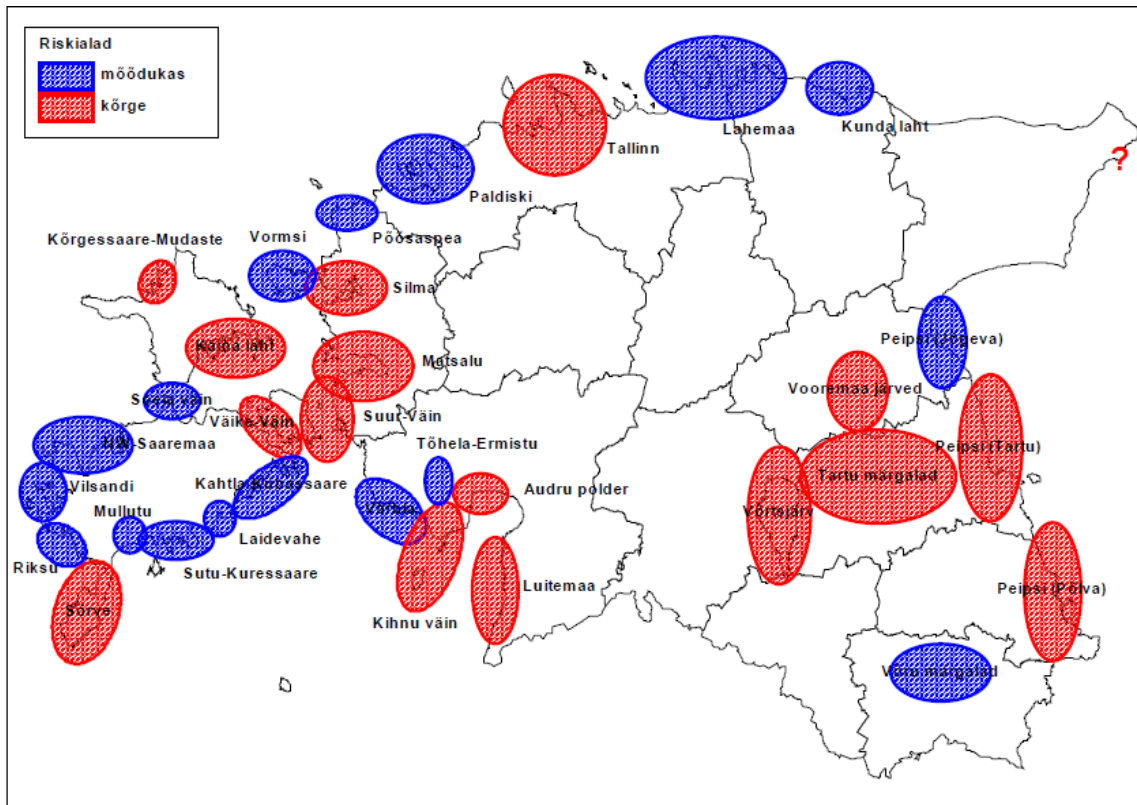 Riskialad
mõõdukas
kõrge
Lahemaa
Kunda laht
Tallinn
?
Paldiski
Põõsaspea
Vormsi
Kõrgessaare-Mudaste
Silma
Käina laht
Matsalu
Peipsi (Jõgeva)
Vooremaa järved
Soela väin
Väike-Väin
Suur-Väin
NW-Saaremaa
Tõhela-Ermistu
Peipsi (Tartu)
Tartu märgalad
Vilsandi
Kahtla-Kübassaare
Audru polder
Mullutu
Värbla
Võrtsjärv
Laidevahe
Riksu
Sutu-Kuressaare
Luitemaa
Peipsi (Põlva)
Sõrve
Kihnu väin
Võru märgalad